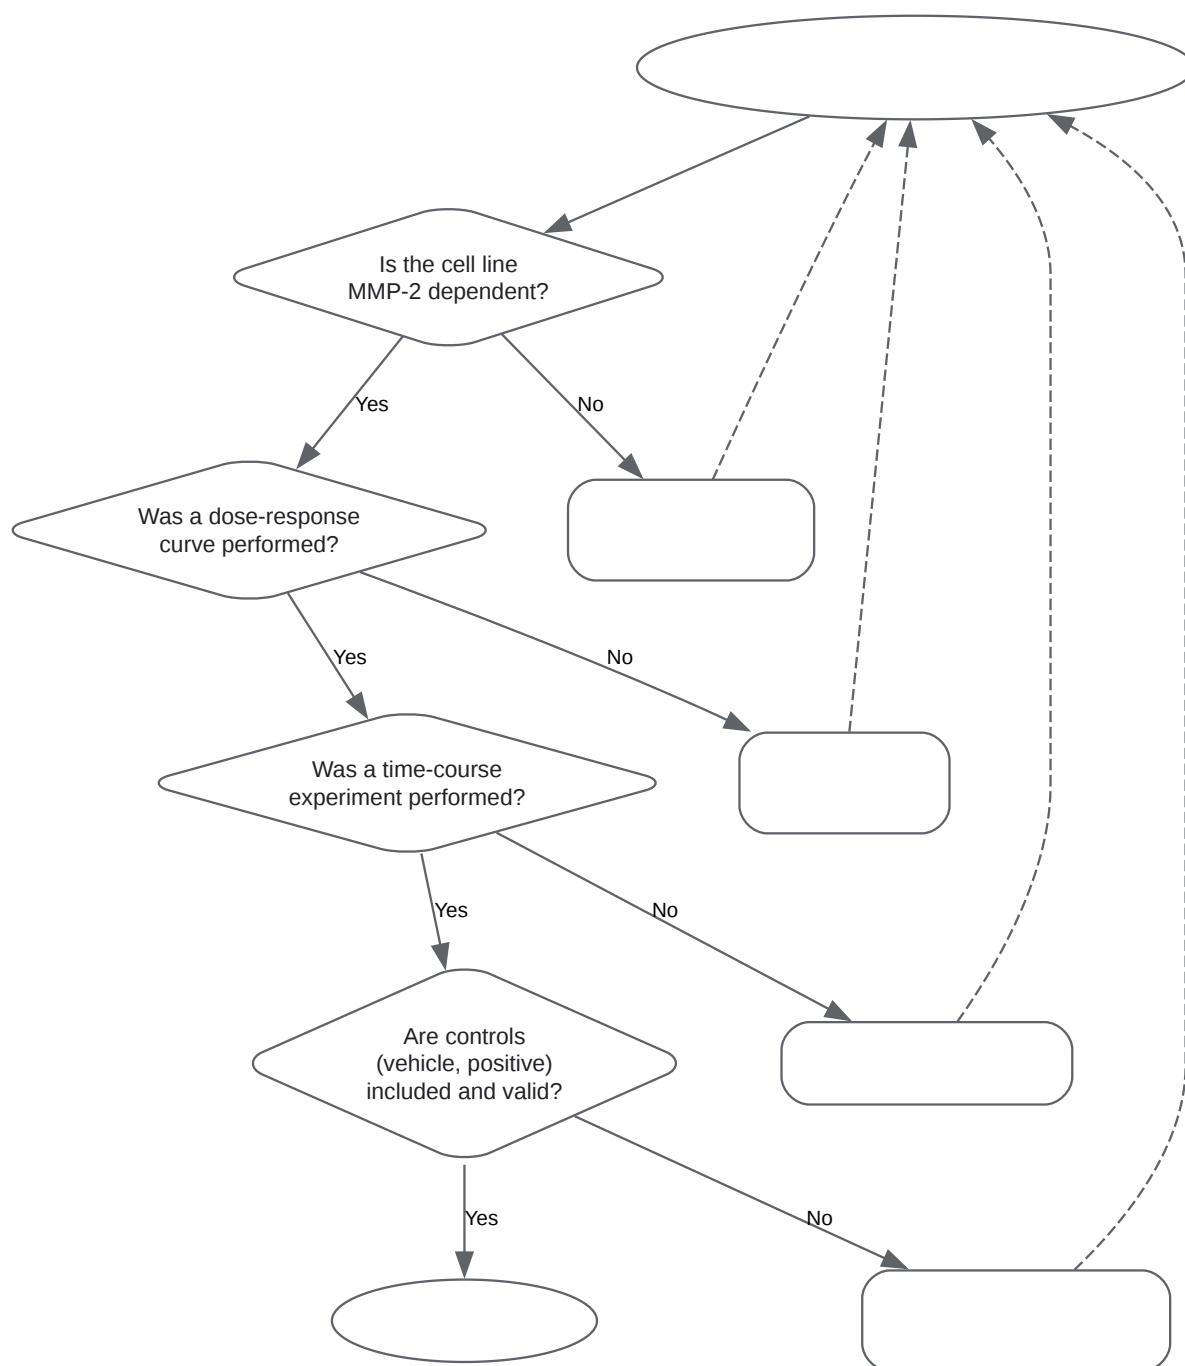 Is the cell line
MMP-2 dependent?
Yes
No
Was a dose-response
curve performed?
Yes
No
Was a time-course
experiment performed?
Yes
No
Are controls
(vehicle, positive)
included and valid?
Yes
No